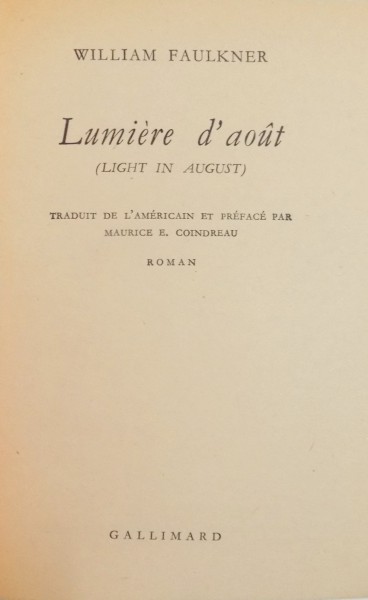 WILLIAM FAULKNER
Lumière d'août
(LIGHT IN AUGUST)
TRADUIT DE L'AMÉRICAIN ET PRÉFACÉ PAR
MAURICE E. COINDREAU
ROMAN
GALLIMARD